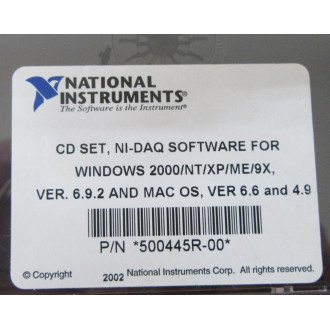 NATIONAL
INSTRUMENTS™
The Software is the Instrument™
CD SET, NI-DAQ SOFTWARE FOR
WINDOWS 2000/NT/XP/ME/9X,
VER. 6.9.2 AND MAC OS, VER 6.6 and 4.9
P/N *500445R-00*
© Copyright 2002 National Instruments Corp. All rights reserved.